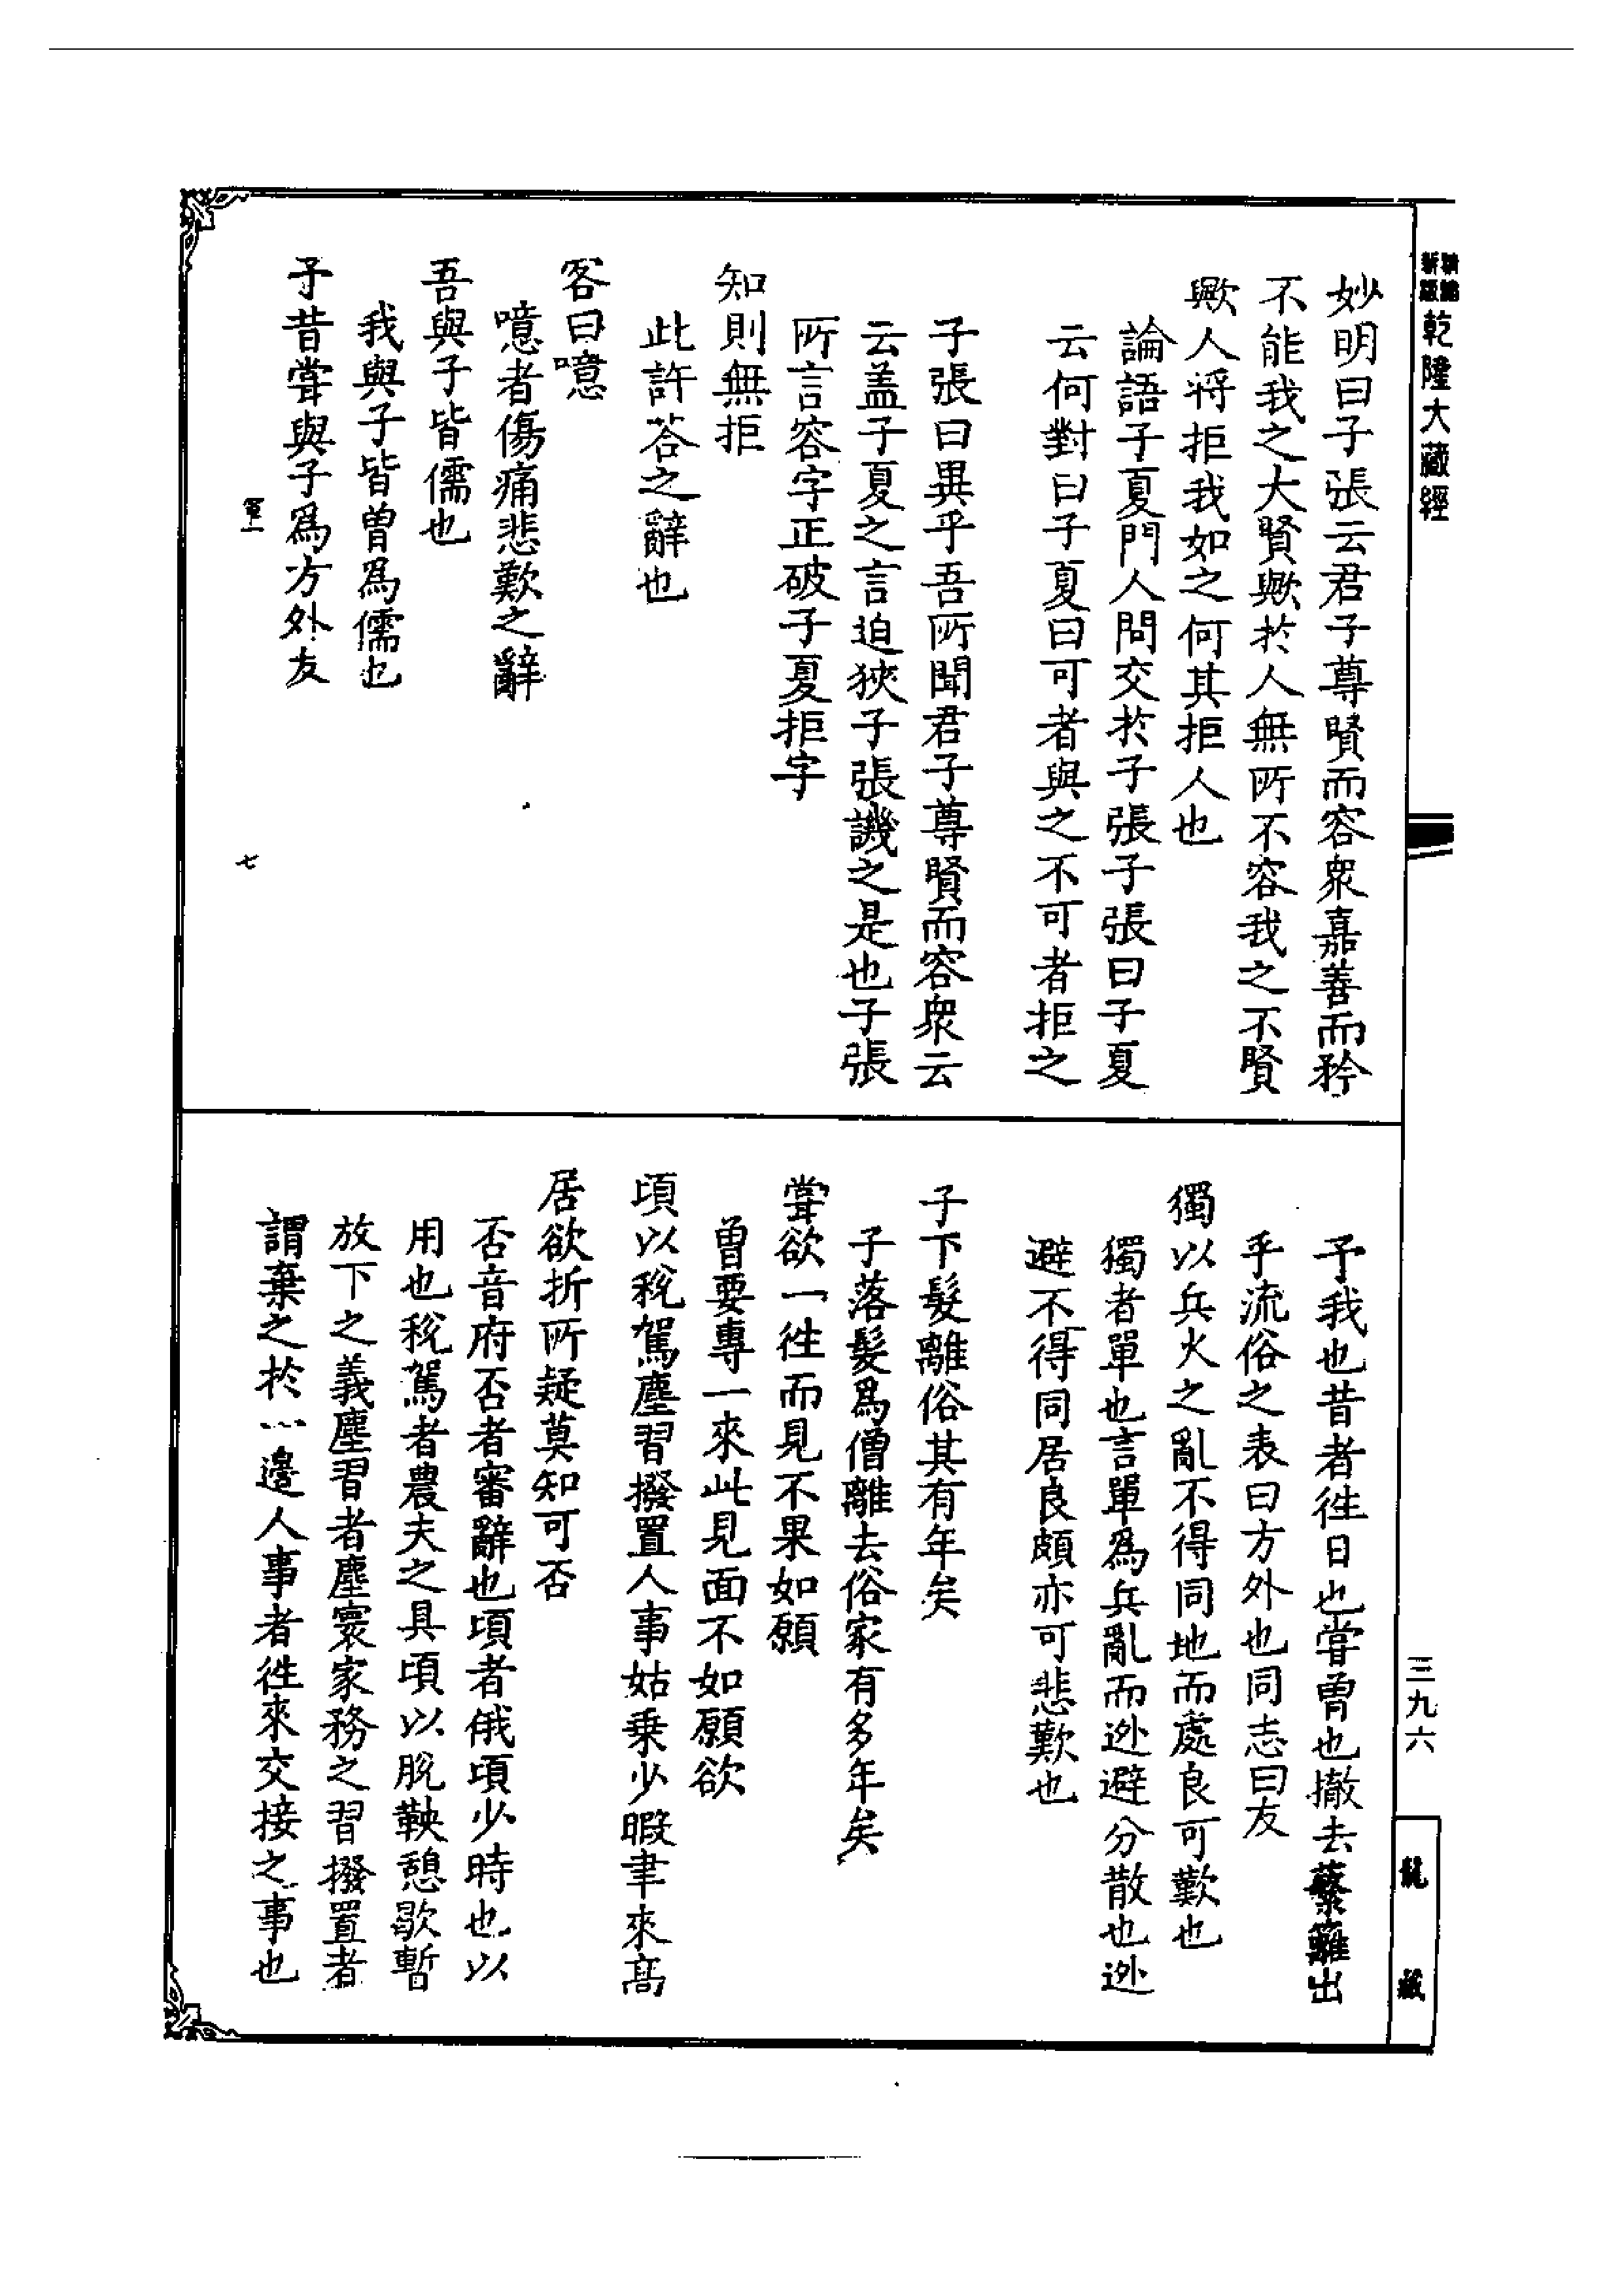 乾隆大藏經
妙明曰子張云君子尊賢而容衆嘉善而矜
不能我之大賢歟於人無所不容我之不賢
歟人將拒我如之何其拒人也
論語子夏門人問交於子張子張曰子夏
云何對曰子夏曰可者與之不可者拒之
子張曰異乎吾所聞君子尊賢而容衆云
云盖子夏之言迫狹子張譏之是也子張
所言容字正破子夏拒字
知則無拒
此許荅之辭也
客曰噫
噫者傷痛悲歎之辭
吾與子皆儒也
我與子皆曾爲儒也
予昔甞與子爲方外友
七
三九六
予我也昔者徃日也甞曾也撤去藩籬出
乎流俗之表曰方外也同志曰友
獨以兵火之亂不得同地而處良可歎也
獨者單也言單爲兵亂而迯避分散也迯
避不得同居良頗亦可悲歎也
子下髮離俗其有年矣
子落髮爲僧離去俗家有多年矣
甞欲一徃而見不果如願
曾要專一來此見面不如願欲
頃以稅駕塵習撥置人事姑乗少暇聿來髙
居欲折所疑莫知可否
否音府否者審辭也頃者俄頃少時也以
用也稅駕者農夫之具頃以脫鞅憩歇暫
放下之義塵習者塵寰家務之習撥置者
謂棄之於一邊人事者徃來交接之事也
龍藏